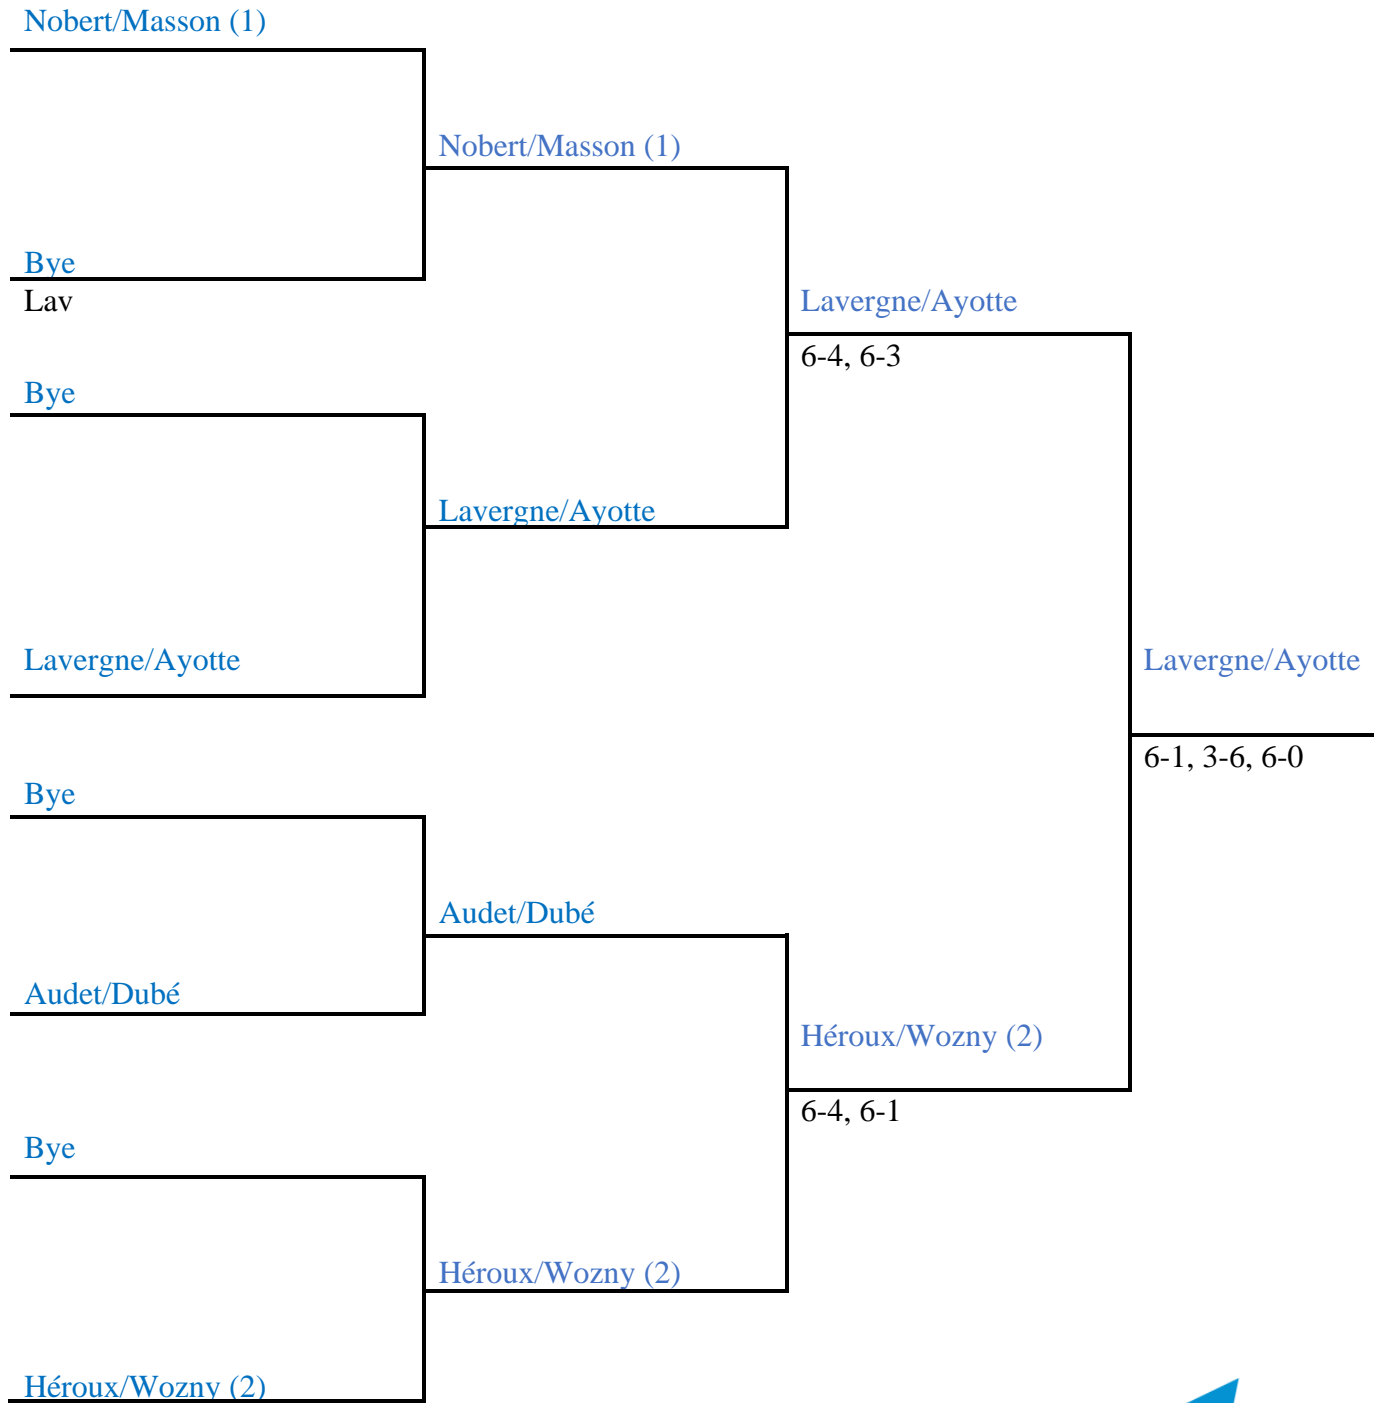 Nobert/Masson (1)
Nobert/Masson (1)
Bye
Lav
Lavergne/Ayotte
6-4, 6-3
Bye
Lavergne/Ayotte
Lavergne/Ayotte
Lavergne/Ayotte
6-1, 3-6, 6-0
Bye
Audet/Dubé
Audet/Dubé
Héroux/Wozny (2)
6-4, 6-1
Bye
Héroux/Wozny (2)
Héroux/Wozny (2)